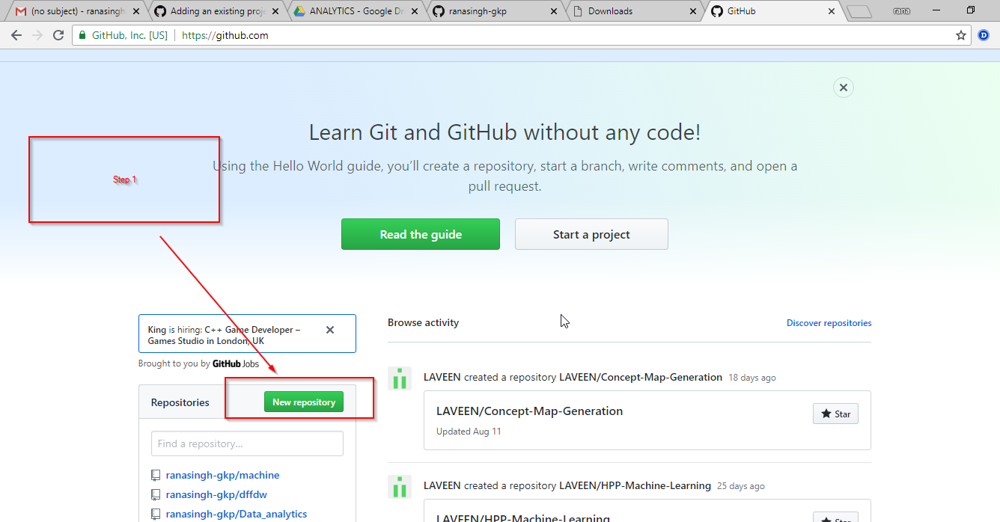 (no subject) - ranasingh
Adding an existing proje
ANALYTICS - Google Dr
ranasingh-gkp
Downloads
GitHub
rana
GitHub, Inc. [US]
https://github.com
D
Learn Git and GitHub without any code!
Using the Hello World guide, you’ll create a repository, start a branch, write comments, and open a
pull request.
Step 1
Read the guide
Start a project
King is hiring: C++ Game Developer –
Games Studio in London, UK
Brought to you by GitHub Jobs
Repositories
New repository
Find a repository…
ranasingh-gkp/machine
ranasingh-gkp/dffdw
ranasingh-gkp/Data_analytics
Browse activity
Discover repositories
LAVEEN created a repository LAVEEN/Concept-Map-Generation 18 days ago
LAVEEN/Concept-Map-Generation
Star
Updated Aug 11
LAVEEN created a repository LAVEEN/HPP-Machine-Learning 25 days ago
LAVEEN/HPP-Machine-Learning
Star